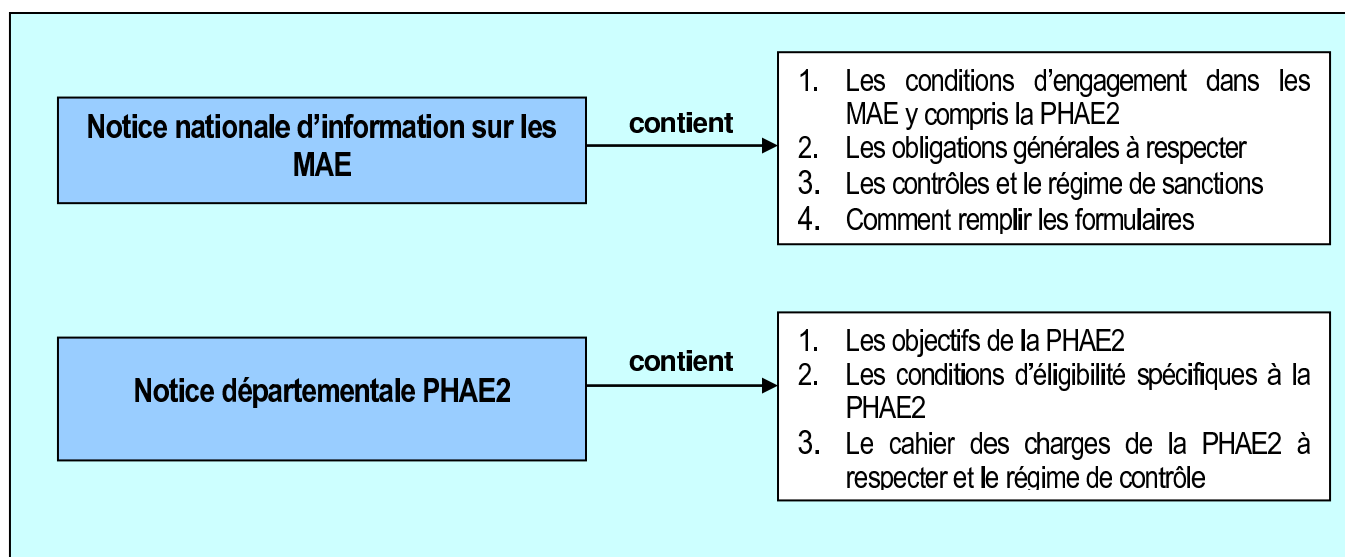 Notice nationale d’information sur les
MAE
contient
1. Les conditions d’engagement dans les
MAE y compris la PHAE2
2. Les obligations générales à respecter
3. Les contrôles et le régime de sanctions
4. Comment remplir les formulaires
Notice départementale PHAE2
contient
1. Les objectifs de la PHAE2
2. Les conditions d’éligibilité spécifiques à la
PHAE2
3. Le cahier des charges de la PHAE2 à
respecter et le régime de contrôle